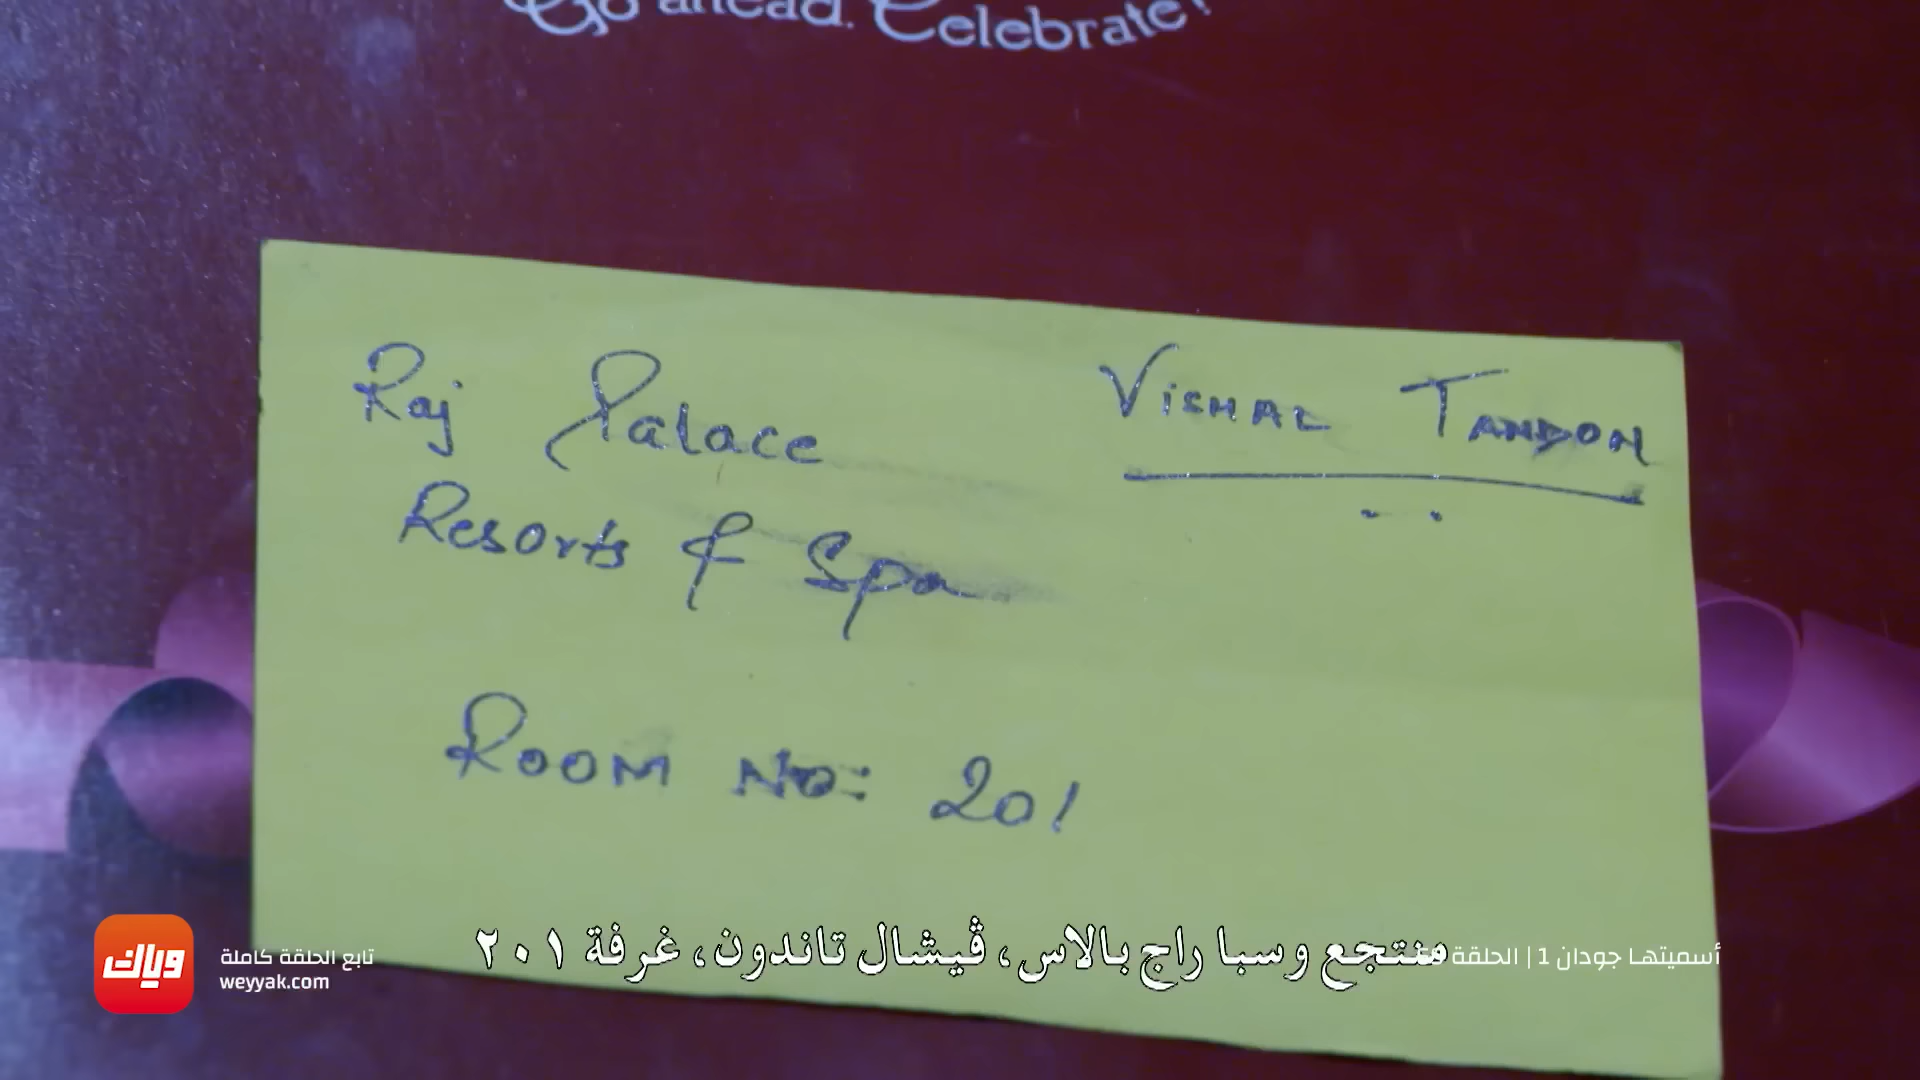 Go ahead. Celebrate!
Raj Palace
Resorts & Spa
VISHAL TANDON
ROOM NO: 201
منتجع وسبا راج بالاس، ڤيشال تاندون، غرفة ٢٠١
أسميتها جودان 1 | الحلقة
وياك
تابع الحلقة كاملة
weyyak.com